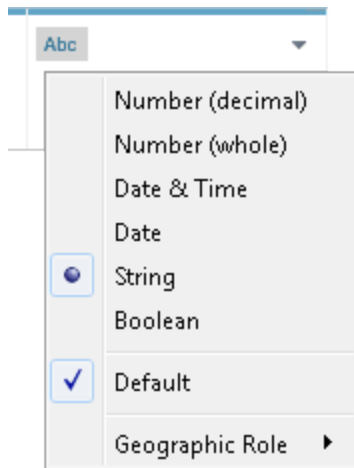 Abc
Number (decimal)
Number (whole)
Date & Time
Date
String
Boolean
Default
Geographic Role